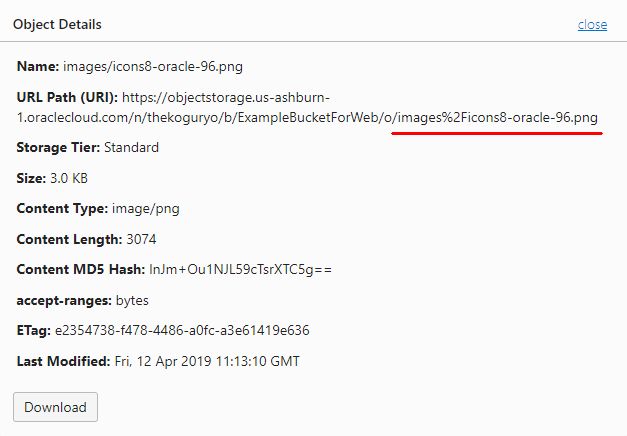 Object Details
close
Name: images/icons8-oracle-96.png
URL Path (URI): https://objectstorage.us-ashburn-
1.oraclecloud.com/n/thekoguryo/b/ExampleBucketForWeb/o/images%2Ficons8-oracle-96.png
Storage Tier: Standard
Size: 3.0 KB
Content Type: image/png
Content Length: 3074
Content MD5 Hash: InJm+Ou1NJL59cTsrXTC5g==
accept-ranges: bytes
ETag: e2354738-f478-4486-a0fc-a3e61419e636
Last Modified: Fri, 12 Apr 2019 11:13:10 GMT
Download